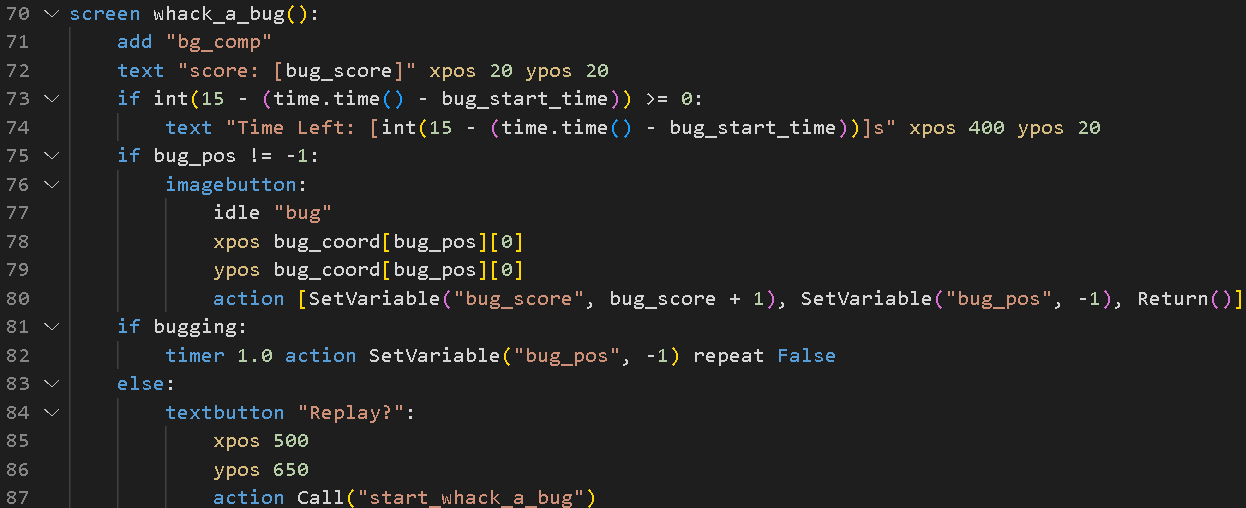 70 screen whack_a_bug():
71 add "bg_comp"
72 text "score: [bug_score]" xpos 20 ypos 20
73 if int(15 - (time.time() - bug_start_time)) >= 0:
74 text "Time Left: [int(15 - (time.time() - bug_start_time))]s" xpos 400 ypos 20
75 if bug_pos != -1:
76 imagebutton:
77 idle "bug"
78 xpos bug_coord[bug_pos][0]
79 ypos bug_coord[bug_pos][0]
80 action [SetVariable("bug_score", bug_score + 1), SetVariable("bug_pos", -1), Return()]
81 if bugging:
82 timer 1.0 action SetVariable("bug_pos", -1) repeat False
83 else:
84 textbutton "Replay?":
85 xpos 500
86 ypos 650
87 action Call("start_whack_a_bug")